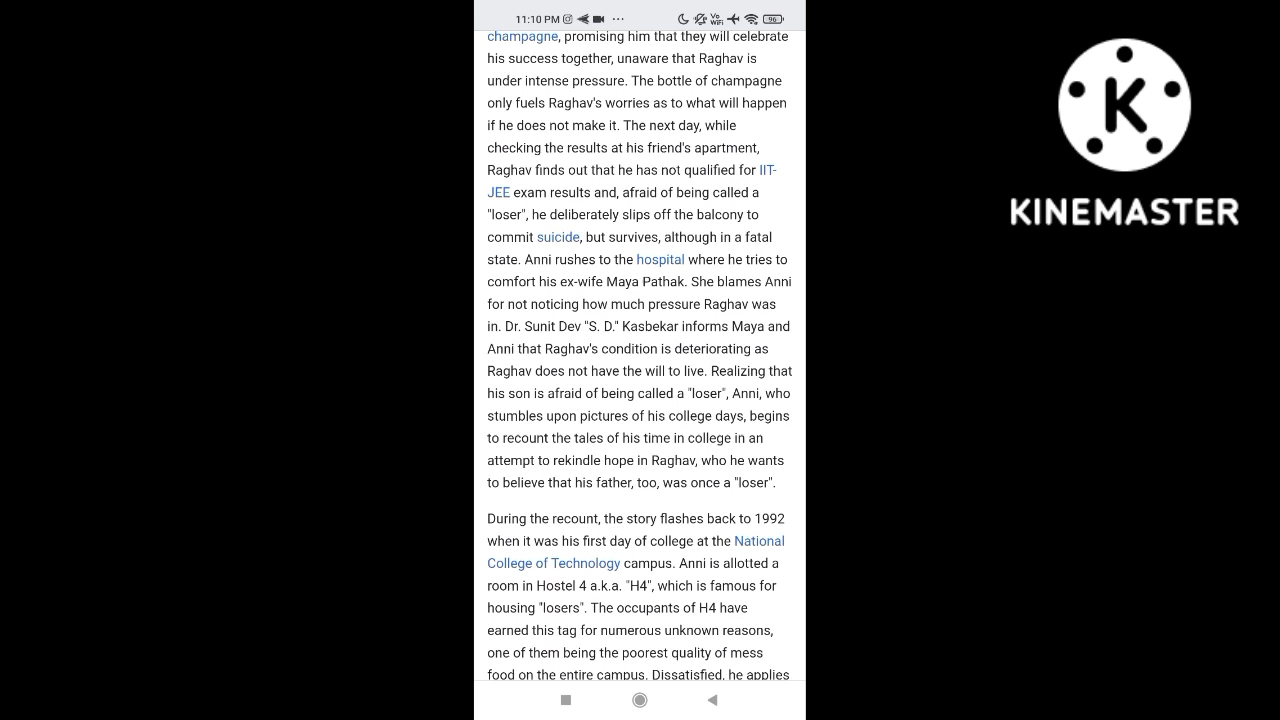 11:10 PM
Vo
WiFi
96
champagne, promising him that they will celebrate
his success together, unaware that Raghav is
under intense pressure. The bottle of champagne
only fuels Raghav's worries as to what will happen
if he does not make it. The next day, while
checking the results at his friend's apartment,
Raghav finds out that he has not qualified for IIT-
JEE exam results and, afraid of being called a
"loser", he deliberately slips off the balcony to
commit suicide, but survives, although in a fatal
state. Anni rushes to the hospital where he tries to
comfort his ex-wife Maya Pathak. She blames Anni
for not noticing how much pressure Raghav was
in. Dr. Sunit Dev "S. D." Kasbekar informs Maya and
Anni that Raghav's condition is deteriorating as
Raghav does not have the will to live. Realizing that
his son is afraid of being called a "loser", Anni, who
stumbles upon pictures of his college days, begins
to recount the tales of his time in college in an
attempt to rekindle hope in Raghav, who he wants
to believe that his father, too, was once a "loser".
During the recount, the story flashes back to 1992
when it was his first day of college at the National
College of Technology campus. Anni is allotted a
room in Hostel 4 a.k.a. "H4", which is famous for
housing "losers". The occupants of H4 have
earned this tag for numerous unknown reasons,
one of them being the poorest quality of mess
food on the entire campus. Dissatisfied, he applies
K
KINEMASTER